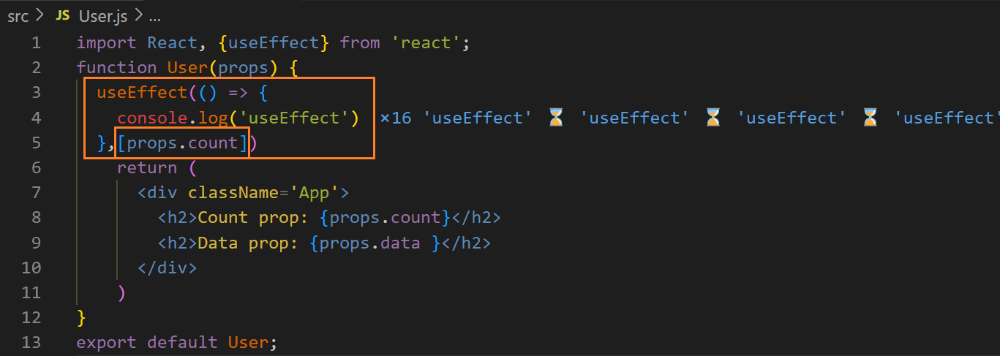 src > JS User.js > ...
1 import React, {useEffect} from 'react';
2 function User(props) {
3 useEffect(() => {
4 console.log('useEffect') ×16 'useEffect' ⌛ 'useEffect' ⌛ 'useEffect' ⌛ 'useEffect'
5 },[props.count])
6 return (
7 <div className='App'>
8 <h2>Count prop: {props.count}</h2>
9 <h2>Data prop: {props.data }</h2>
10 </div>
11 )
12 }
13 export default User;